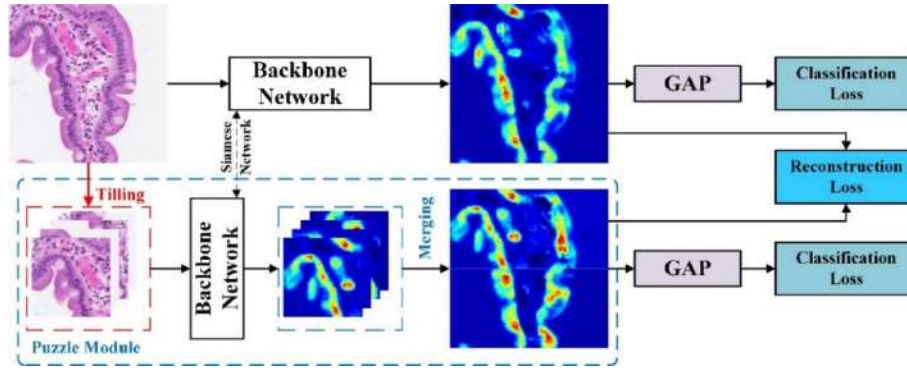 Backbone
Network
GAP
Classification
Loss
Siamese
Network
Reconstruction
Loss
Tilling
Backbone
Network
Merging
GAP
Classification
Loss
Puzzle Module